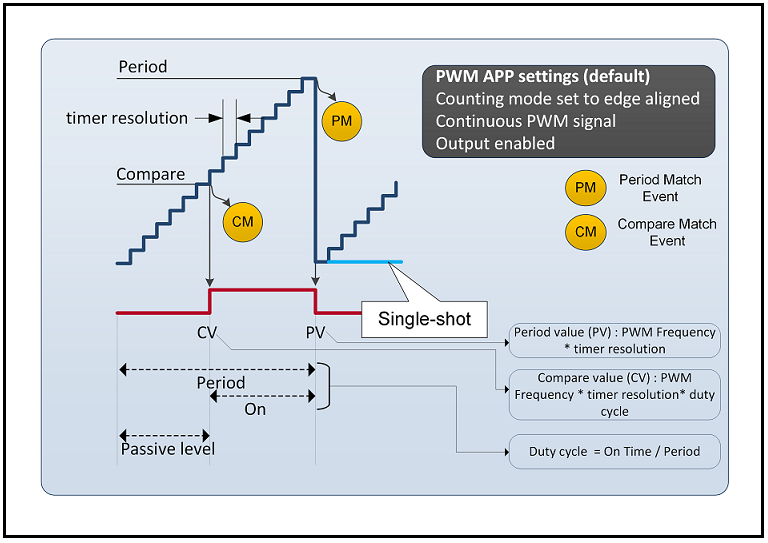 Period
PWM APP settings (default)
Counting mode set to edge aligned
Continuous PWM signal
Output enabled
timer resolution
PM
Compare
CM
PM
Period Match
Event
CM
Compare Match
Event
Single-shot
CV
PV
Period value (PV) : PWM Frequency
* timer resolution
Period
On
Compare value (CV) : PWM
Frequency * timer resolution* duty
cycle
Passive level
Duty cycle = On Time / Period